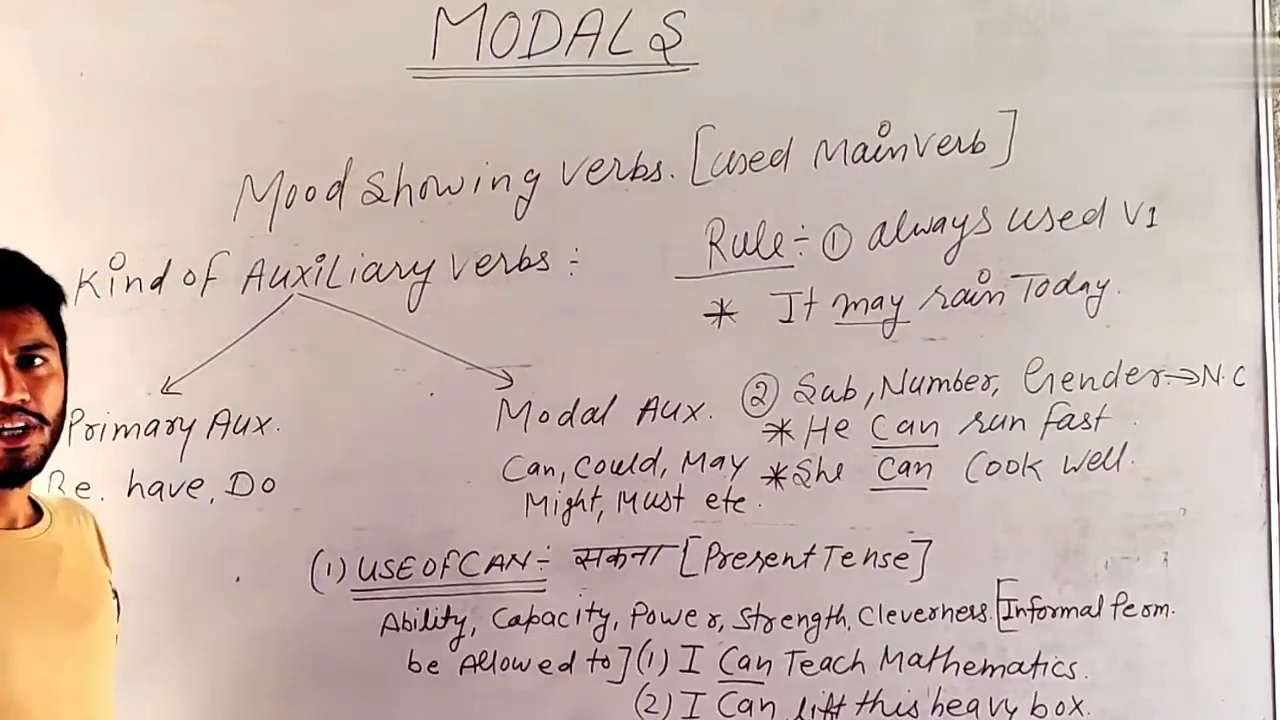 MODALS
Mood showing verbs. [used Main verb]
Kind of Auxiliary verbs :
Primary Aux.
Be, have, Do
Modal Aux.
Can, Could, May
Might, Must etc.
Rule :- ① always used V1
* It may rain Today.
② Sub, Number, Gender. → N.C
* He Can run fast.
* She can Cook Well.
(1) USE OF CAN :- सकना [Present Tense]
Ability, Capacity, Power, Strength, Cleverness. [Informal Perm.
be Allowed to] (1) I Can Teach Mathematics.
(2) I Can lift this heavy box.